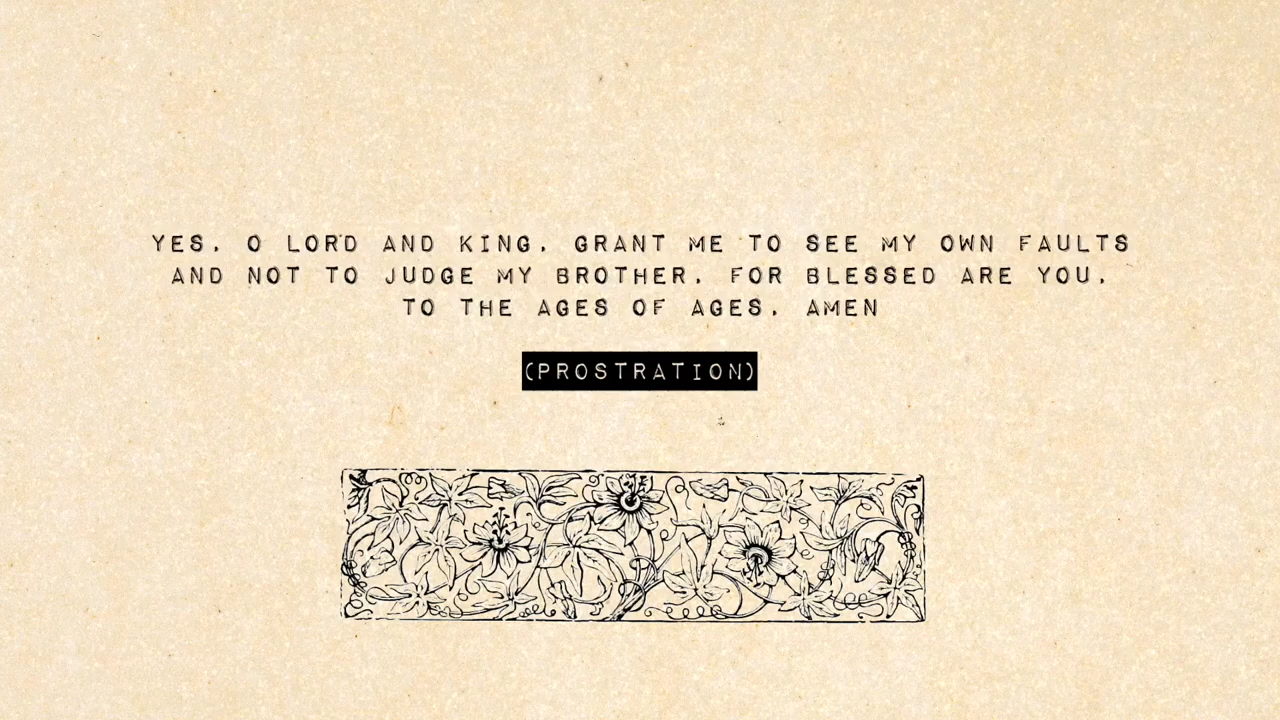 YES, O LORD AND KING, GRANT ME TO SEE MY OWN FAULTS
AND NOT TO JUDGE MY BROTHER, FOR BLESSED ARE YOU,
TO THE AGES OF AGES. AMEN
(PROSTRATION)